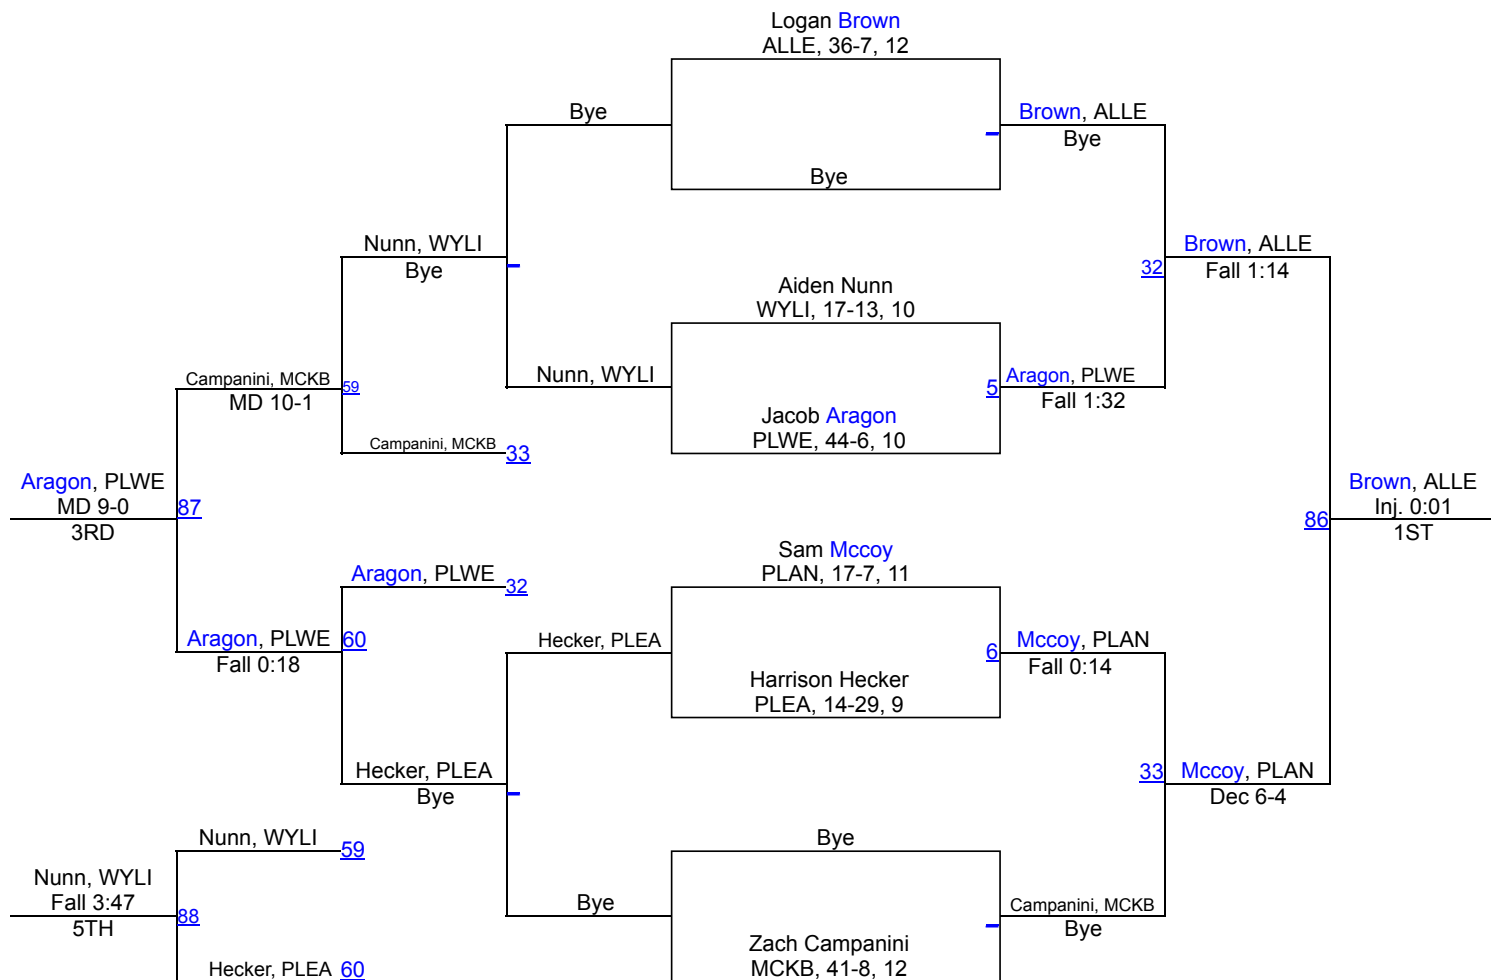 Logan Brown
ALLE, 36-7, 12
Bye
Brown, ALLE
Bye
Bye
Nunn, WYLI
Bye
Brown, ALLE
32
Fall 1:14
Aiden Nunn
WYLI, 17-13, 10
Nunn, WYLI
Campanini, MCKB
59
MD 10-1
5
Aragon, PLWE
Fall 1:32
Jacob Aragon
PLWE, 44-6, 10
Campanini, MCKB
33
Aragon, PLWE
MD 9-0
87
3RD
Brown, ALLE
Inj. 0:01
86
1ST
Sam Mccoy
PLAN, 17-7, 11
Aragon, PLWE
32
Aragon, PLWE
60
Fall 0:18
Hecker, PLEA
6
Mccoy, PLAN
Fall 0:14
Harrison Hecker
PLEA, 14-29, 9
Hecker, PLEA
Bye
33
Mccoy, PLAN
Dec 6-4
Nunn, WYLI
59
Bye
Nunn, WYLI
Fall 3:47
88
5TH
Bye
Campanini, MCKB
Bye
Zach Campanini
MCKB, 41-8, 12
Hecker, PLEA
60